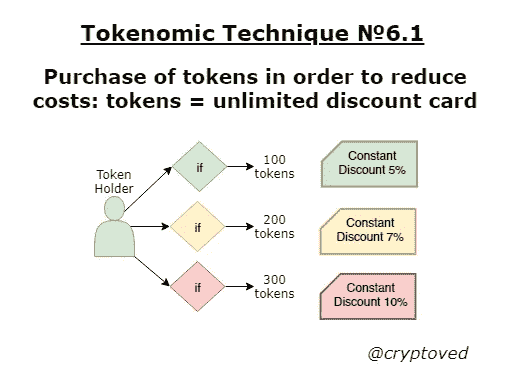 Tokenomic Technique №6.1
Purchase of tokens in order to reduce
costs: tokens = unlimited discount card
Token
Holder
if
100
tokens
Constant
Discount 5%
if
200
tokens
Constant
Discount 7%
if
300
tokens
Constant
Discount 10%
@cryptoved